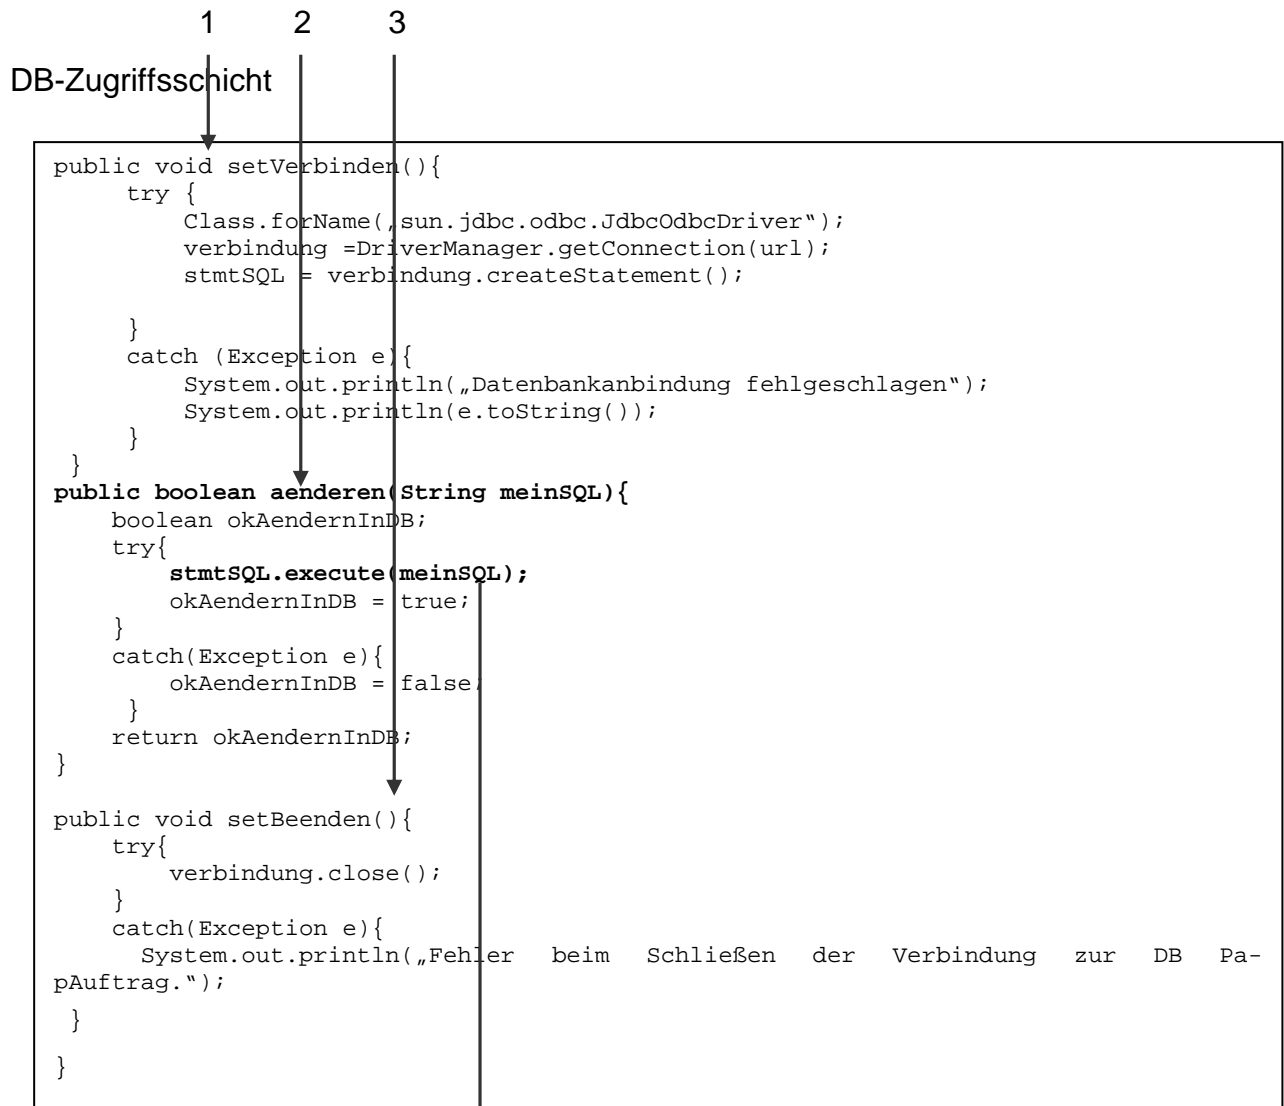 1 2 3
DB-Zugriffsschicht
public void setVerbinden(){
try {
Class.forName(„sun.jdbc.odbc.JdbcOdbcDriver“);
verbindung =DriverManager.getConnection(url);
stmtSQL = verbindung.createStatement();
}
catch (Exception e){
System.out.println(„Datenbankanbindung fehlgeschlagen“);
System.out.println(e.toString());
}
}
public boolean aenderen(String meinSQL){
boolean okAendernInDB;
try{
stmtSQL.execute(meinSQL);
okAendernInDB = true;
}
catch(Exception e){
okAendernInDB = false;
}
return okAendernInDB;
}
public void setBeenden(){
try{
verbindung.close();
}
catch(Exception e){
System.out.println(„Fehler beim Schließen der Verbindung zur DB Pa-
pAuftrag.“);
}
}